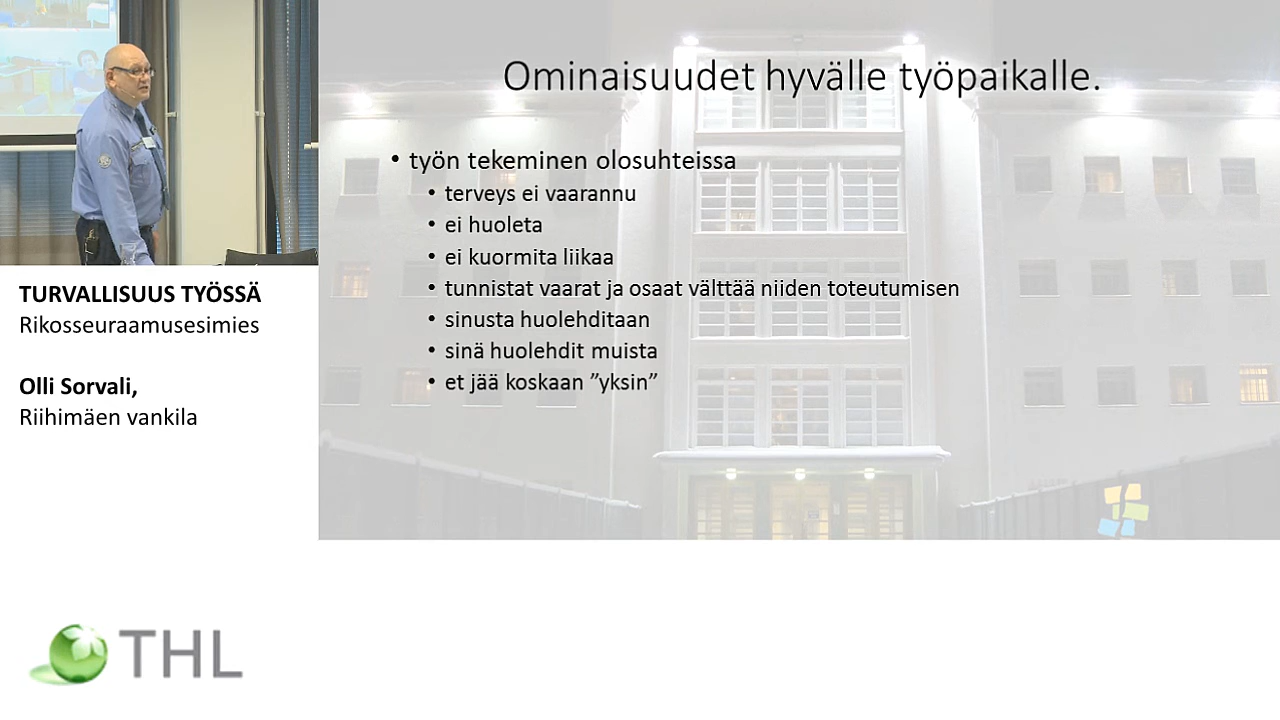 Ominaisuudet hyvälle työpaikalle.
• työn tekeminen olosuhteissa
• terveys ei vaarannu
• ei huoleta
• ei kuormita liikaa
• tunnistat vaarat ja osaat välttää niiden toteutumisen
• sinusta huolehditaan
• sinä huolehdit muista
• et jää koskaan ”yksin”
TURVALLISUUS TYÖSSÄ
Rikosseuraamusesimies
Olli Sorvali,
Riihimäen vankila
THL